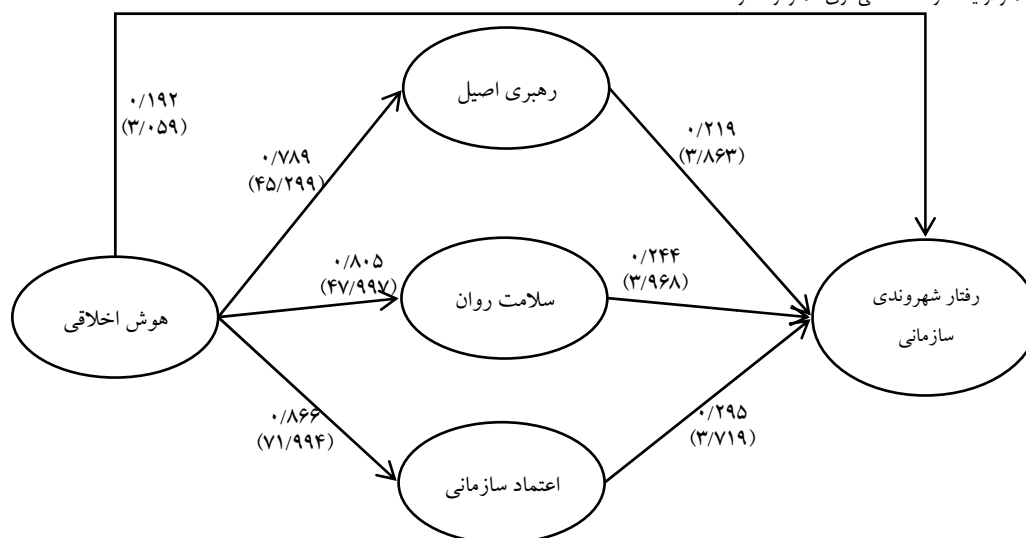 رهبری اصیل
۰/۱۹۲
(۳/۰۵۹)
۰/۲۱۹
(۳/۸۶۳)
۰/۷۸۹
(۴۵/۲۹۹)
۰/۲۴۴
(۳/۹۶۸)
۰/۸۰۵
(۴۷/۹۹۷)
رفتار شهروندی
سازمانی
سلامت روان
هوش اخلاقی
۰/۲۹۵
(۳/۷۱۹)
۰/۸۶۶
(۷۱/۹۹۴)
اعتماد سازمانی